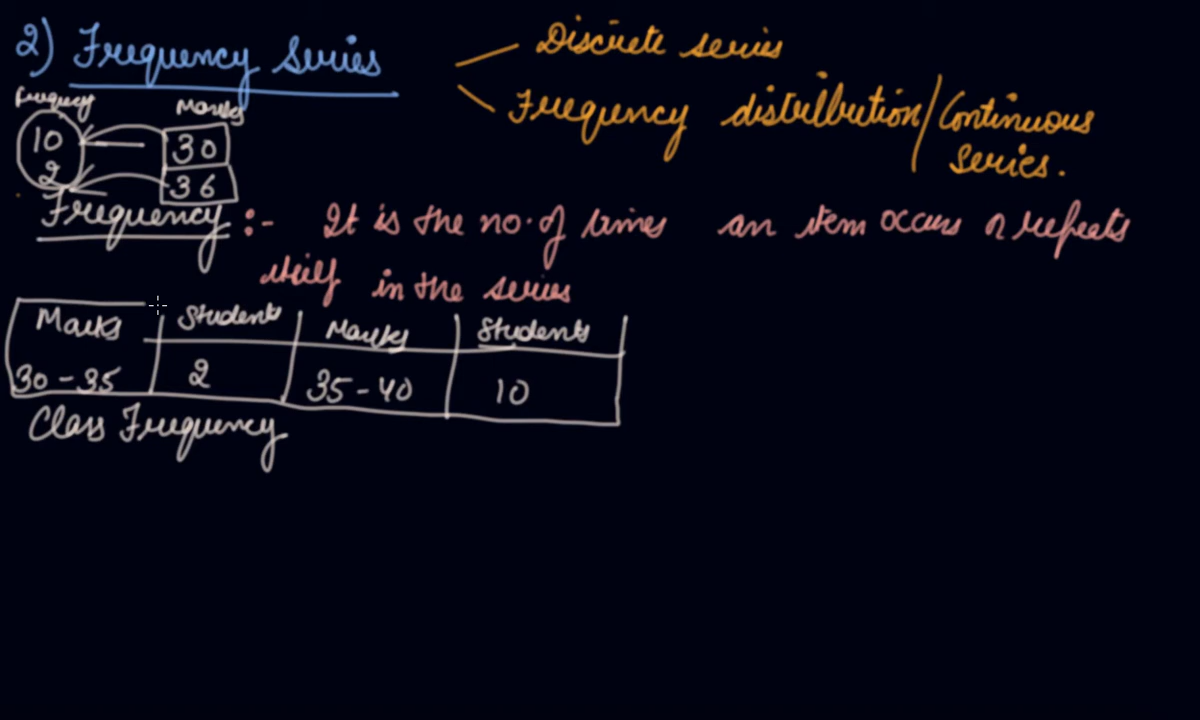 2) Frequency Series
Discrete series
Frequency distribution/Continuous
series.
Frequency Marks
10 30
2 36
Frequency :- It is the no. of times an item occurs or repeats
itself in the series
Marks Students Marks Students
30-35 2 35-40 10
Class Frequency